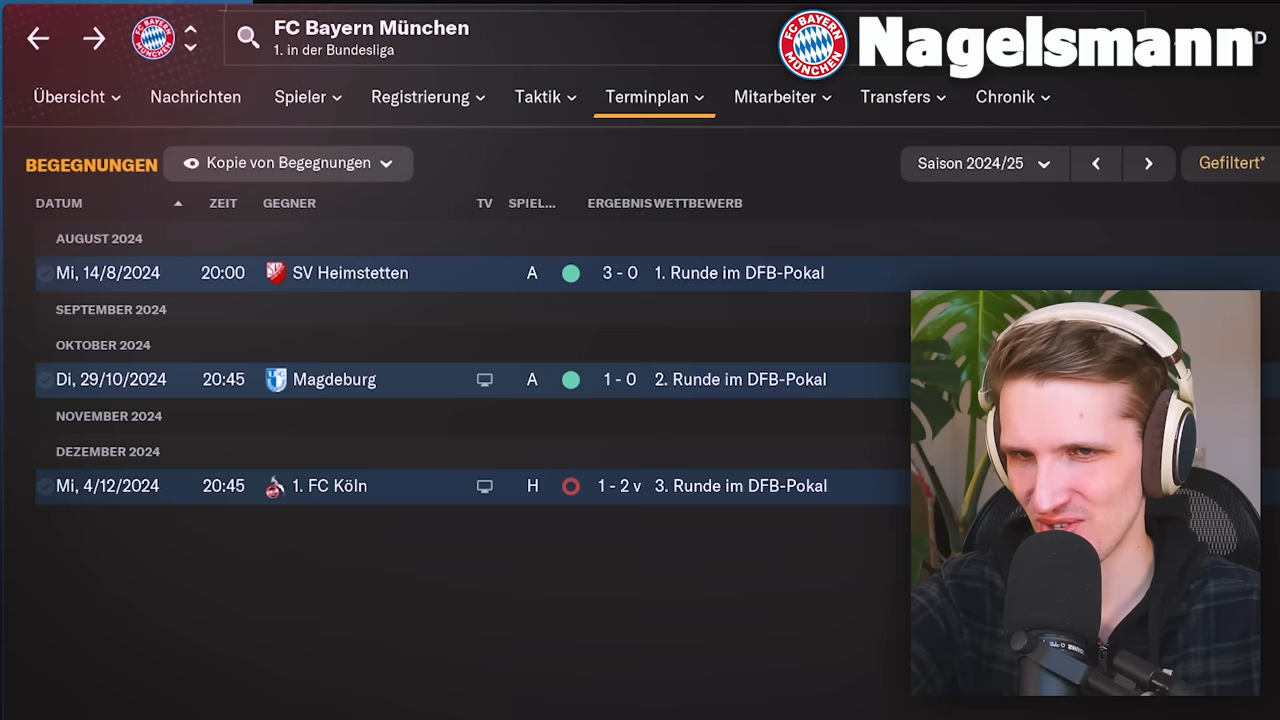 FC Bayern München
1. in der Bundesliga
FC BAYERN MÜNCHEN Nagelsmann
Übersicht Nachrichten Spieler Registrierung Taktik Terminplan Mitarbeiter Transfers Chronik
BEGEGNUNGEN Kopie von Begegnungen Saison 2024/25 Gefiltert*
DATUM ZEIT GEGNER TV SPIEL... ERGEBNIS WETTBEWERB
AUGUST 2024
Mi, 14/8/2024 20:00 SV Heimstetten A 3 - 0 1. Runde im DFB-Pokal
SEPTEMBER 2024
OKTOBER 2024
Di, 29/10/2024 20:45 Magdeburg A 1 - 0 2. Runde im DFB-Pokal
NOVEMBER 2024
DEZEMBER 2024
Mi, 4/12/2024 20:45 1. FC Köln H 1 - 2 v 3. Runde im DFB-Pokal